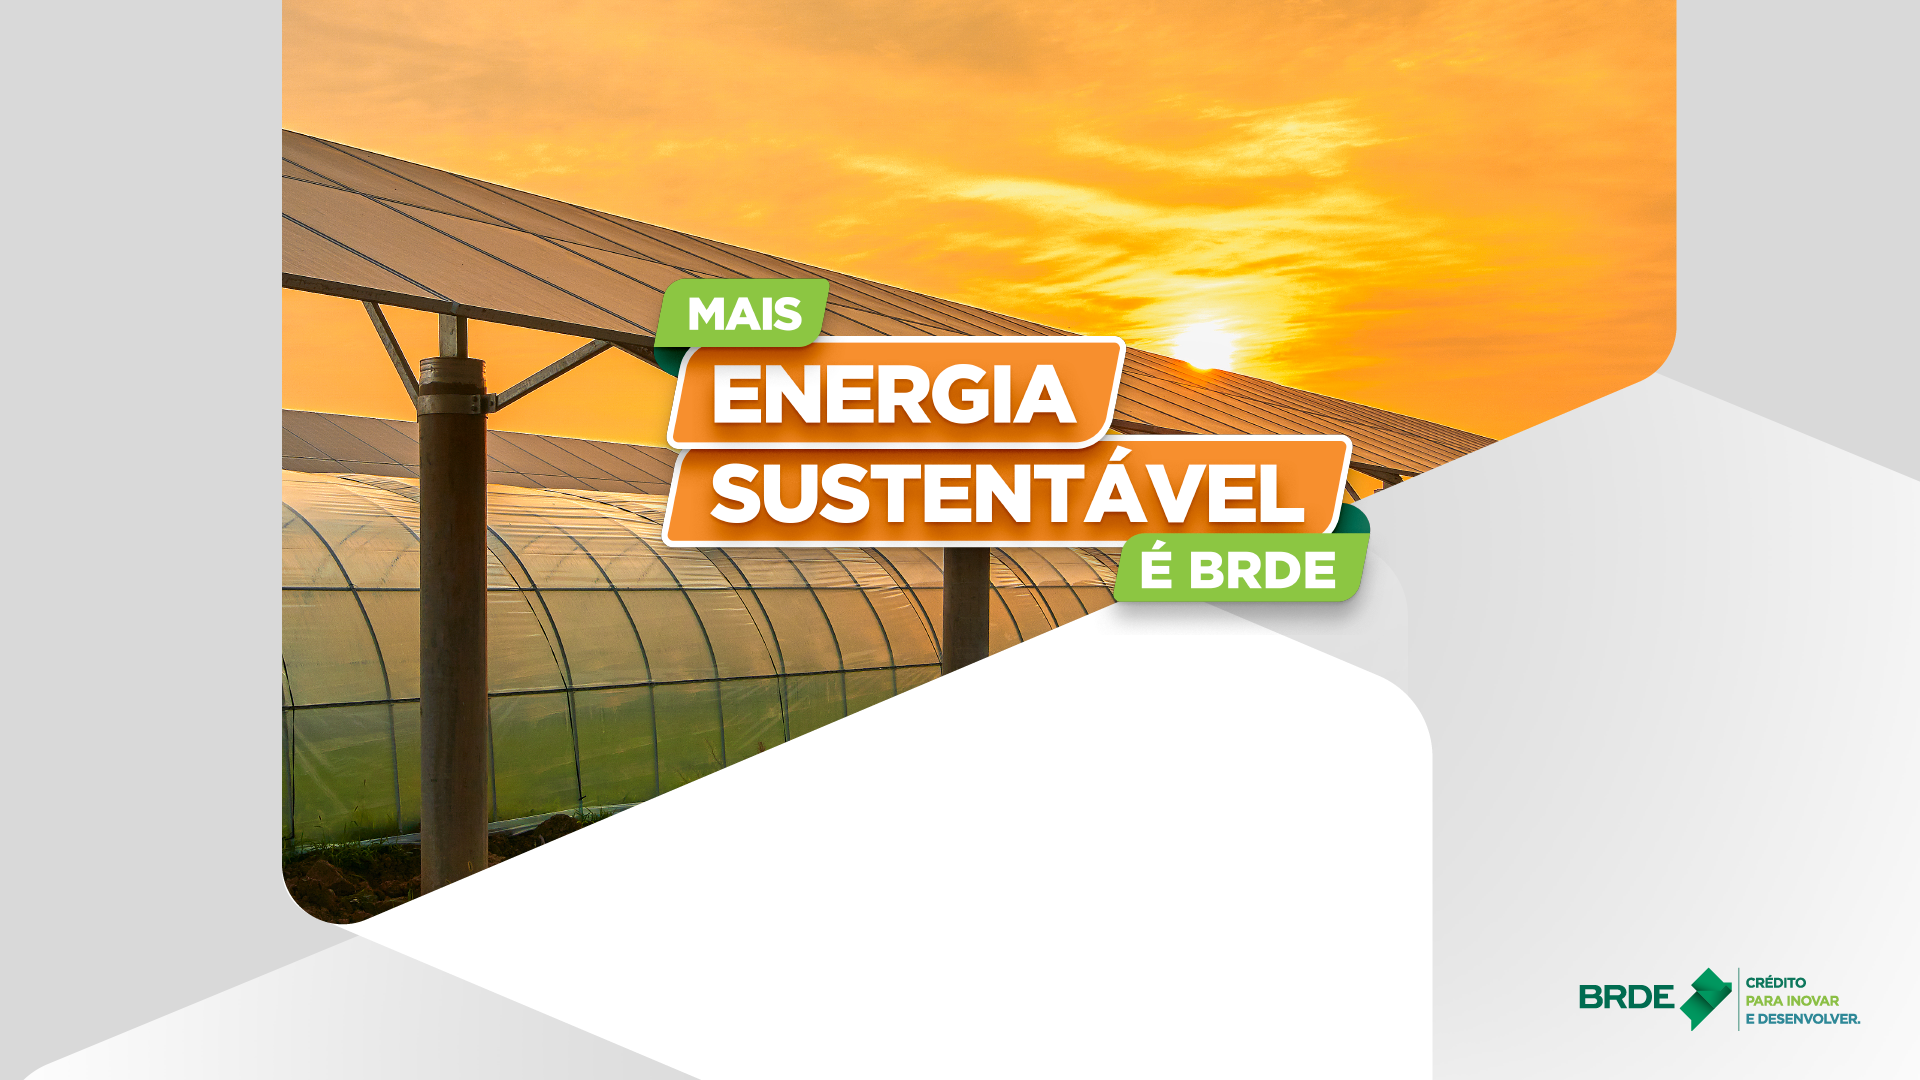 MAIS
ENERGIA
SUSTENTÁVEL
É BRDE
BRDE
CRÉDITO
PARA INOVAR
E DESENVOLVER.